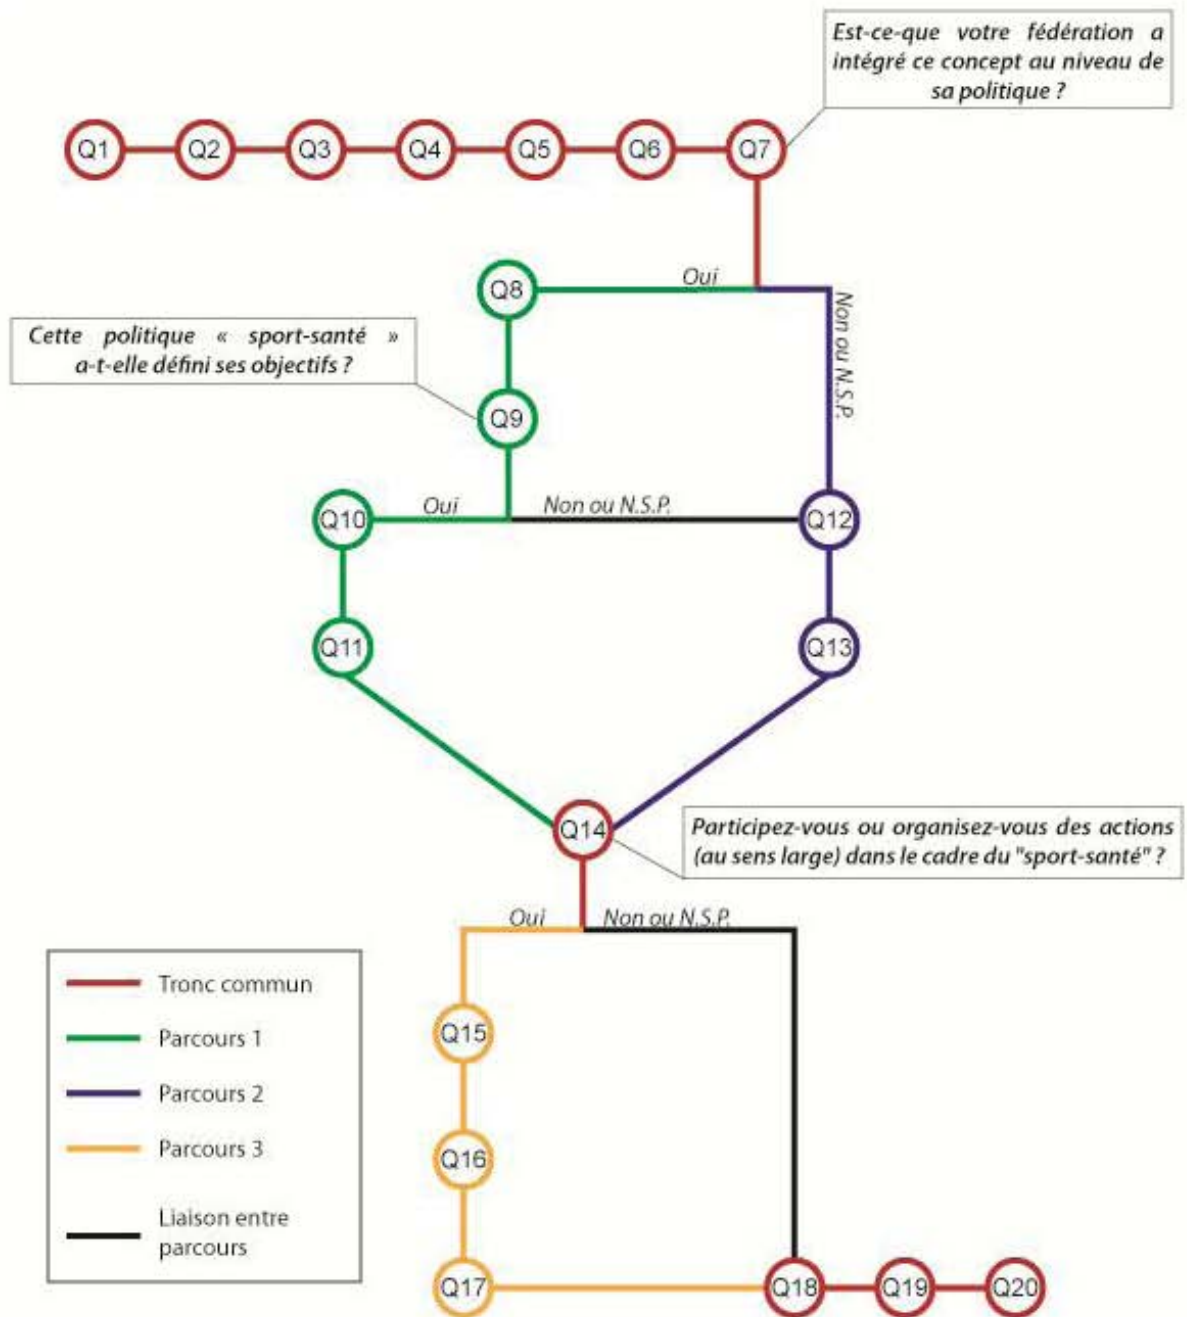 Est-ce-que votre fédération a
intégré ce concept au niveau de
sa politique ?
Q1 Q2 Q3 Q4 Q5 Q6 Q7
Q8 Oui
Non ou N.S.P.
Cette politique « sport-santé »
a-t-elle défini ses objectifs ?
Q9
Q10 Oui Non ou N.S.P. Q12
Q11 Q13
Q14
Participez-vous ou organisez-vous des actions
(au sens large) dans le cadre du "sport-santé" ?
Oui Non ou N.S.P.
Tronc commun
Parcours 1
Parcours 2
Parcours 3
Liaison entre
parcours
Q15
Q16
Q17 Q18 Q19 Q20